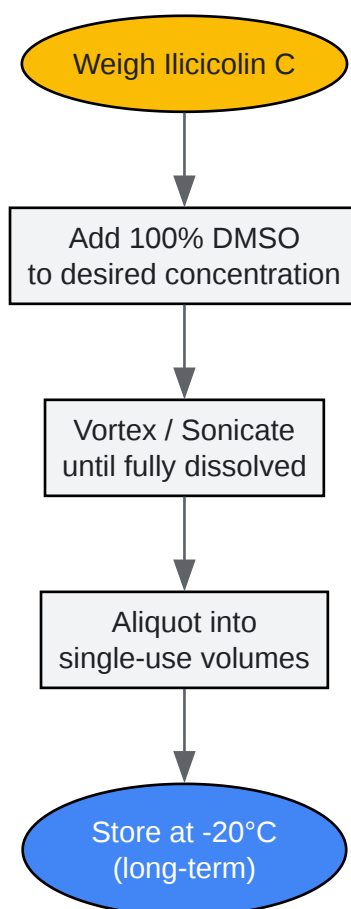 Weigh Ilicicolin C
Add 100% DMSO
to desired concentration
Vortex / Sonicate
until fully dissolved
Aliquot into
single-use volumes
Store at -20°C
(long-term)